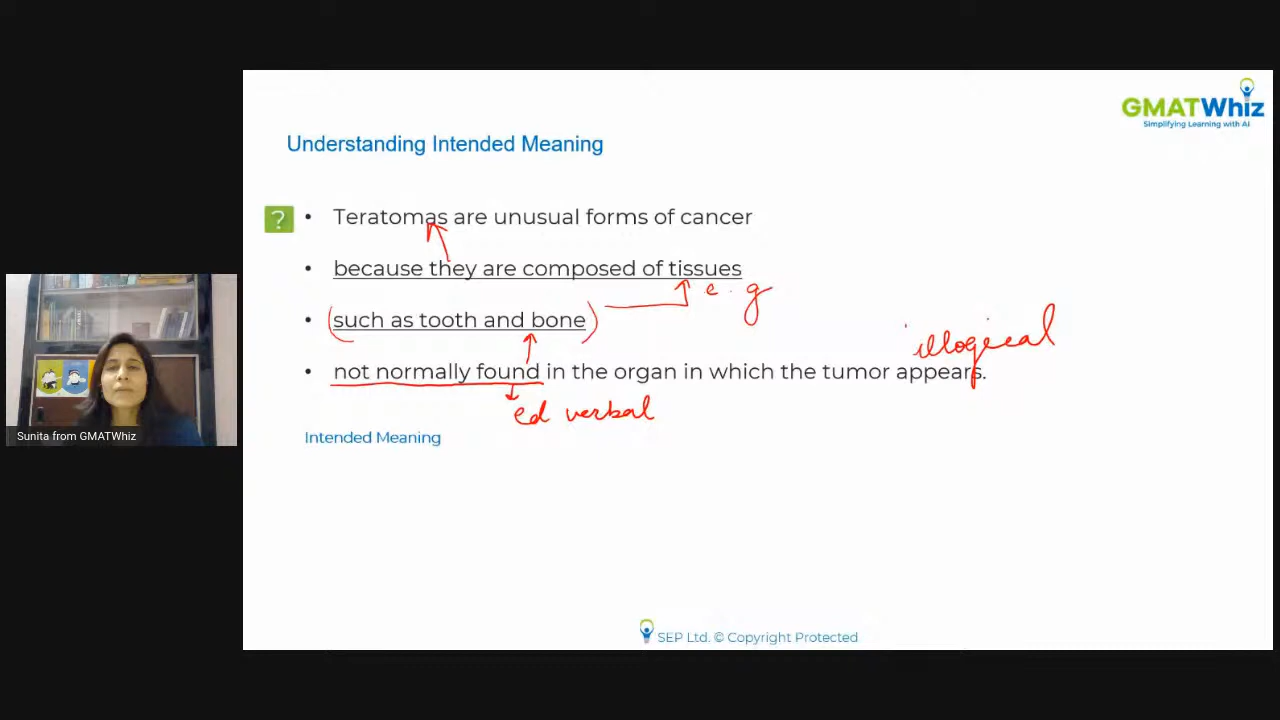 GMATWhiz
Simplifying Learning with AI
Understanding Intended Meaning
? • Teratomas are unusual forms of cancer
• because they are composed of tissues
e.g
• (such as tooth and bone)
illogical
• not normally found in the organ in which the tumor appears.
ed verbal
Sunita from GMATWhiz
Intended Meaning
SEP Ltd. © Copyright Protected